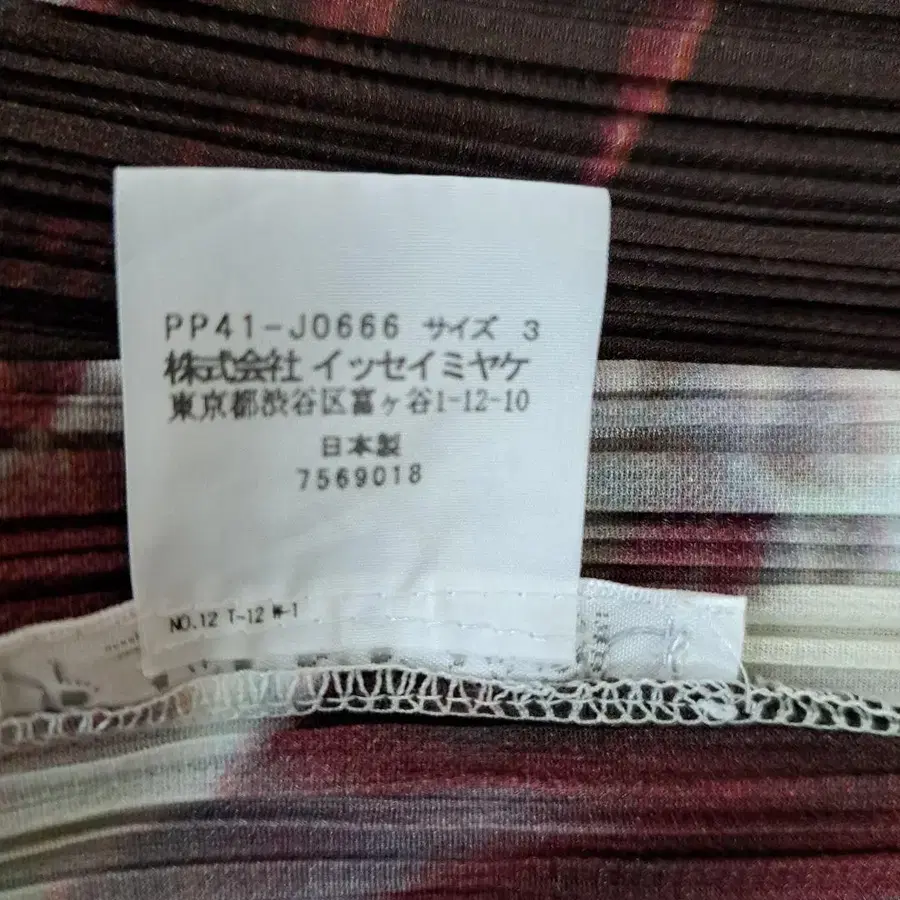 PP41-J0666 サイズ 3
株式会社 イッセイミヤケ
東京都渋谷区富ヶ谷1-12-10
日本製
7569018
NO.12 T-12 W-1